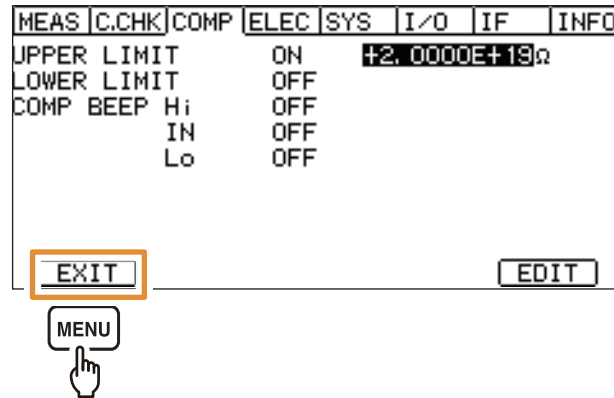 MEAS C.CHK COMP ELEC SYS I/O IF INFO
UPPER LIMIT ON +2.0000E+19Ω
LOWER LIMIT OFF
COMP BEEP Hi OFF
IN OFF
Lo OFF
EXIT EDIT
MENU